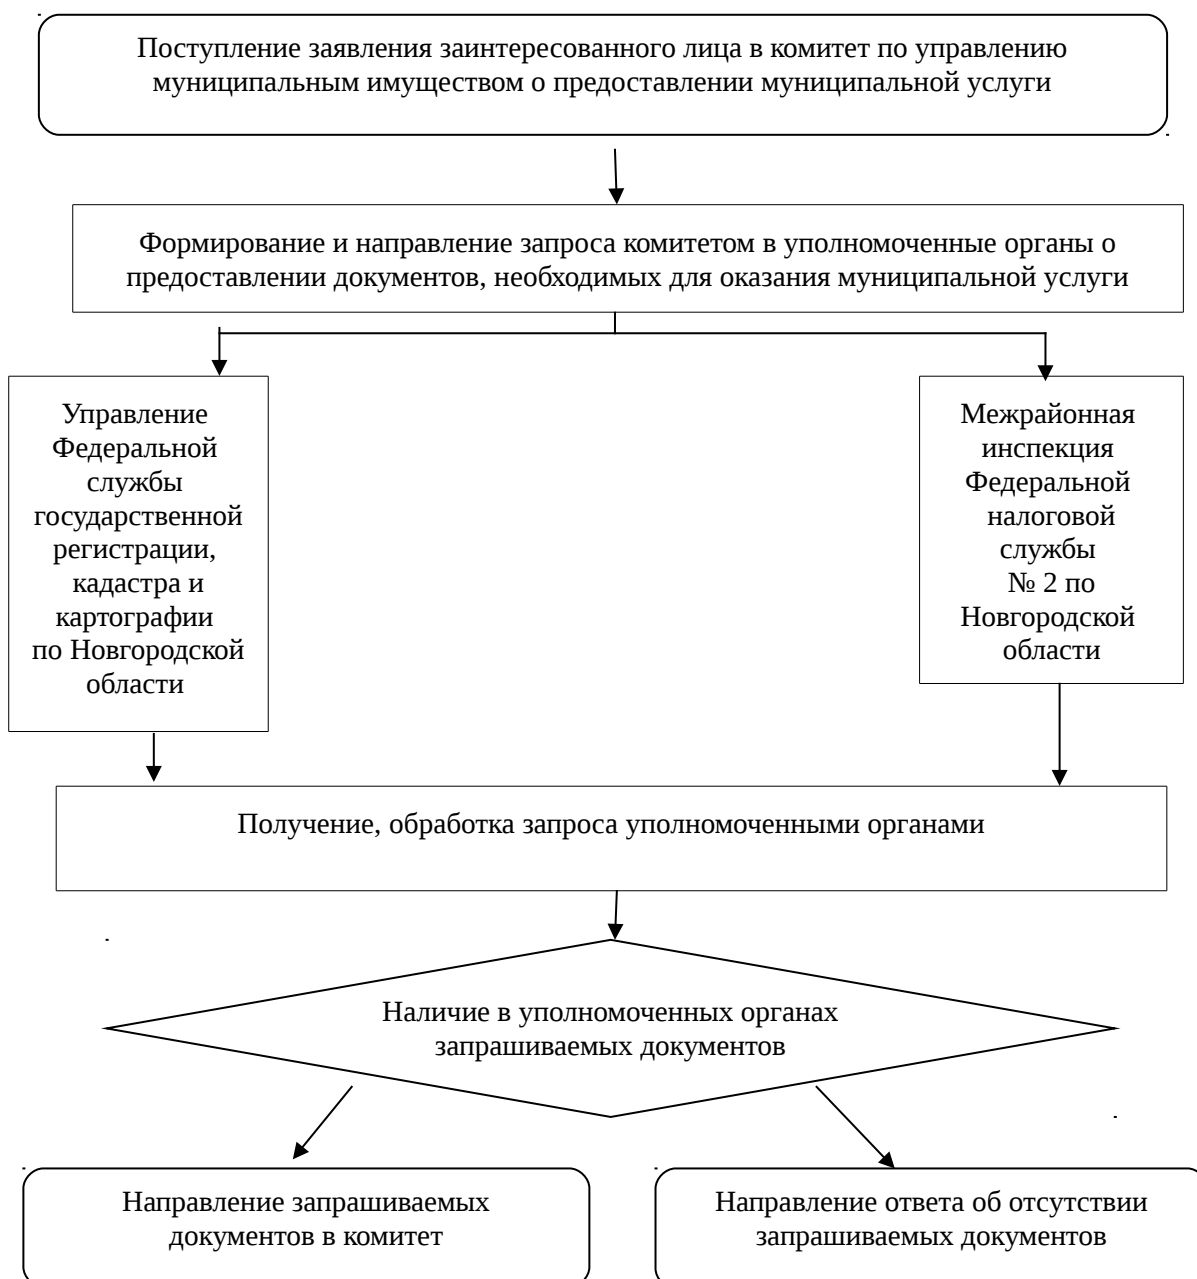 Поступление заявления заинтересованного лица в комитет по управлению
муниципальным имуществом о предоставлении муниципальной услуги
Формирование и направление запроса комитетом в уполномоченные органы о
предоставлении документов, необходимых для оказания муниципальной услуги
Управление
Федеральной
службы
государственной
регистрации,
кадастра и
картографии
по Новгородской
области
Межрайонная
инспекция
Федеральной
налоговой
службы
№ 2 по
Новгородской
области
Получение, обработка запроса уполномоченными органами
Наличие в уполномоченных органах
запрашиваемых документов
Направление запрашиваемых
документов в комитет
Направление ответа об отсутствии
запрашиваемых документов